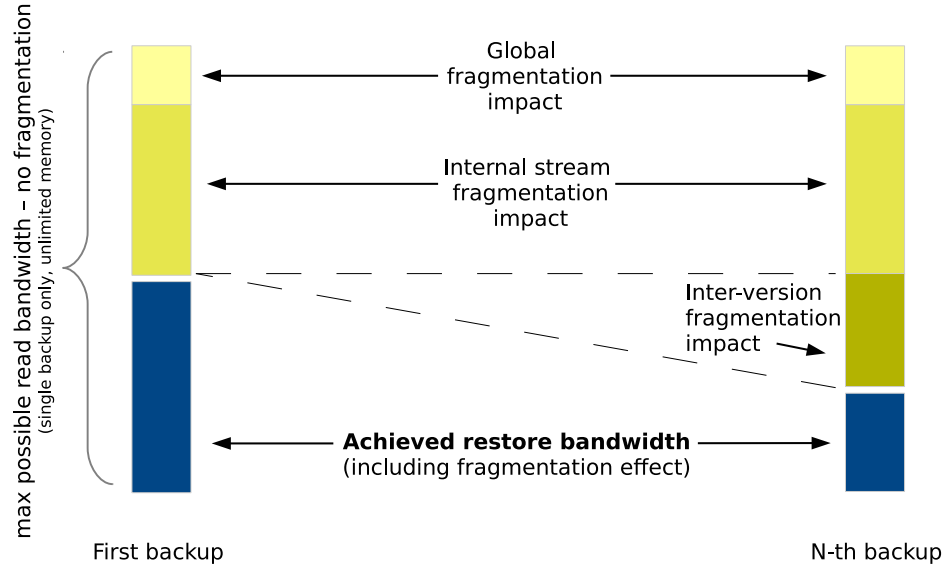 max possible read bandwidth – no fragmentation
(single backup only, unlimited memory)
Global
fragmentation
impact
Internal stream
fragmentation
impact
Inter-version
fragmentation
impact
Achieved restore bandwidth
(including fragmentation effect)
First backup
N-th backup